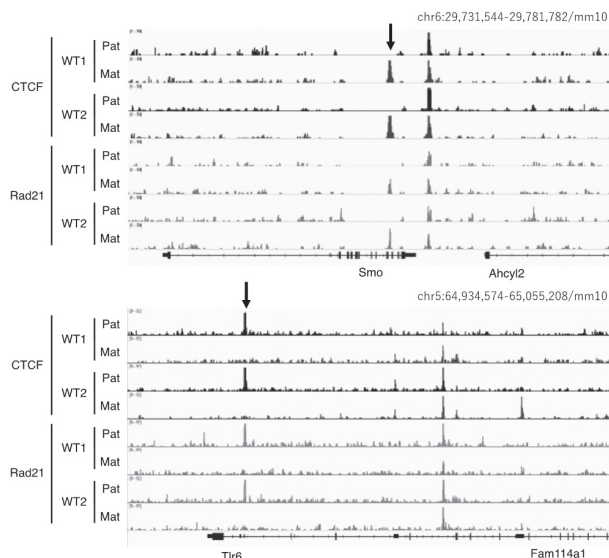 chr6:29,731,544-29,781,782/mm10
CTCF
WT1
Pat
Mat
WT2
Pat
Mat
Rad21
WT1
Pat
Mat
WT2
Pat
Mat
Smo
Ahcyl2
chr5:64,934,574-65,055,208/mm10
CTCF
WT1
Pat
Mat
WT2
Pat
Mat
Rad21
WT1
Pat
Mat
WT2
Pat
Mat
Tlr6
Fam114a1